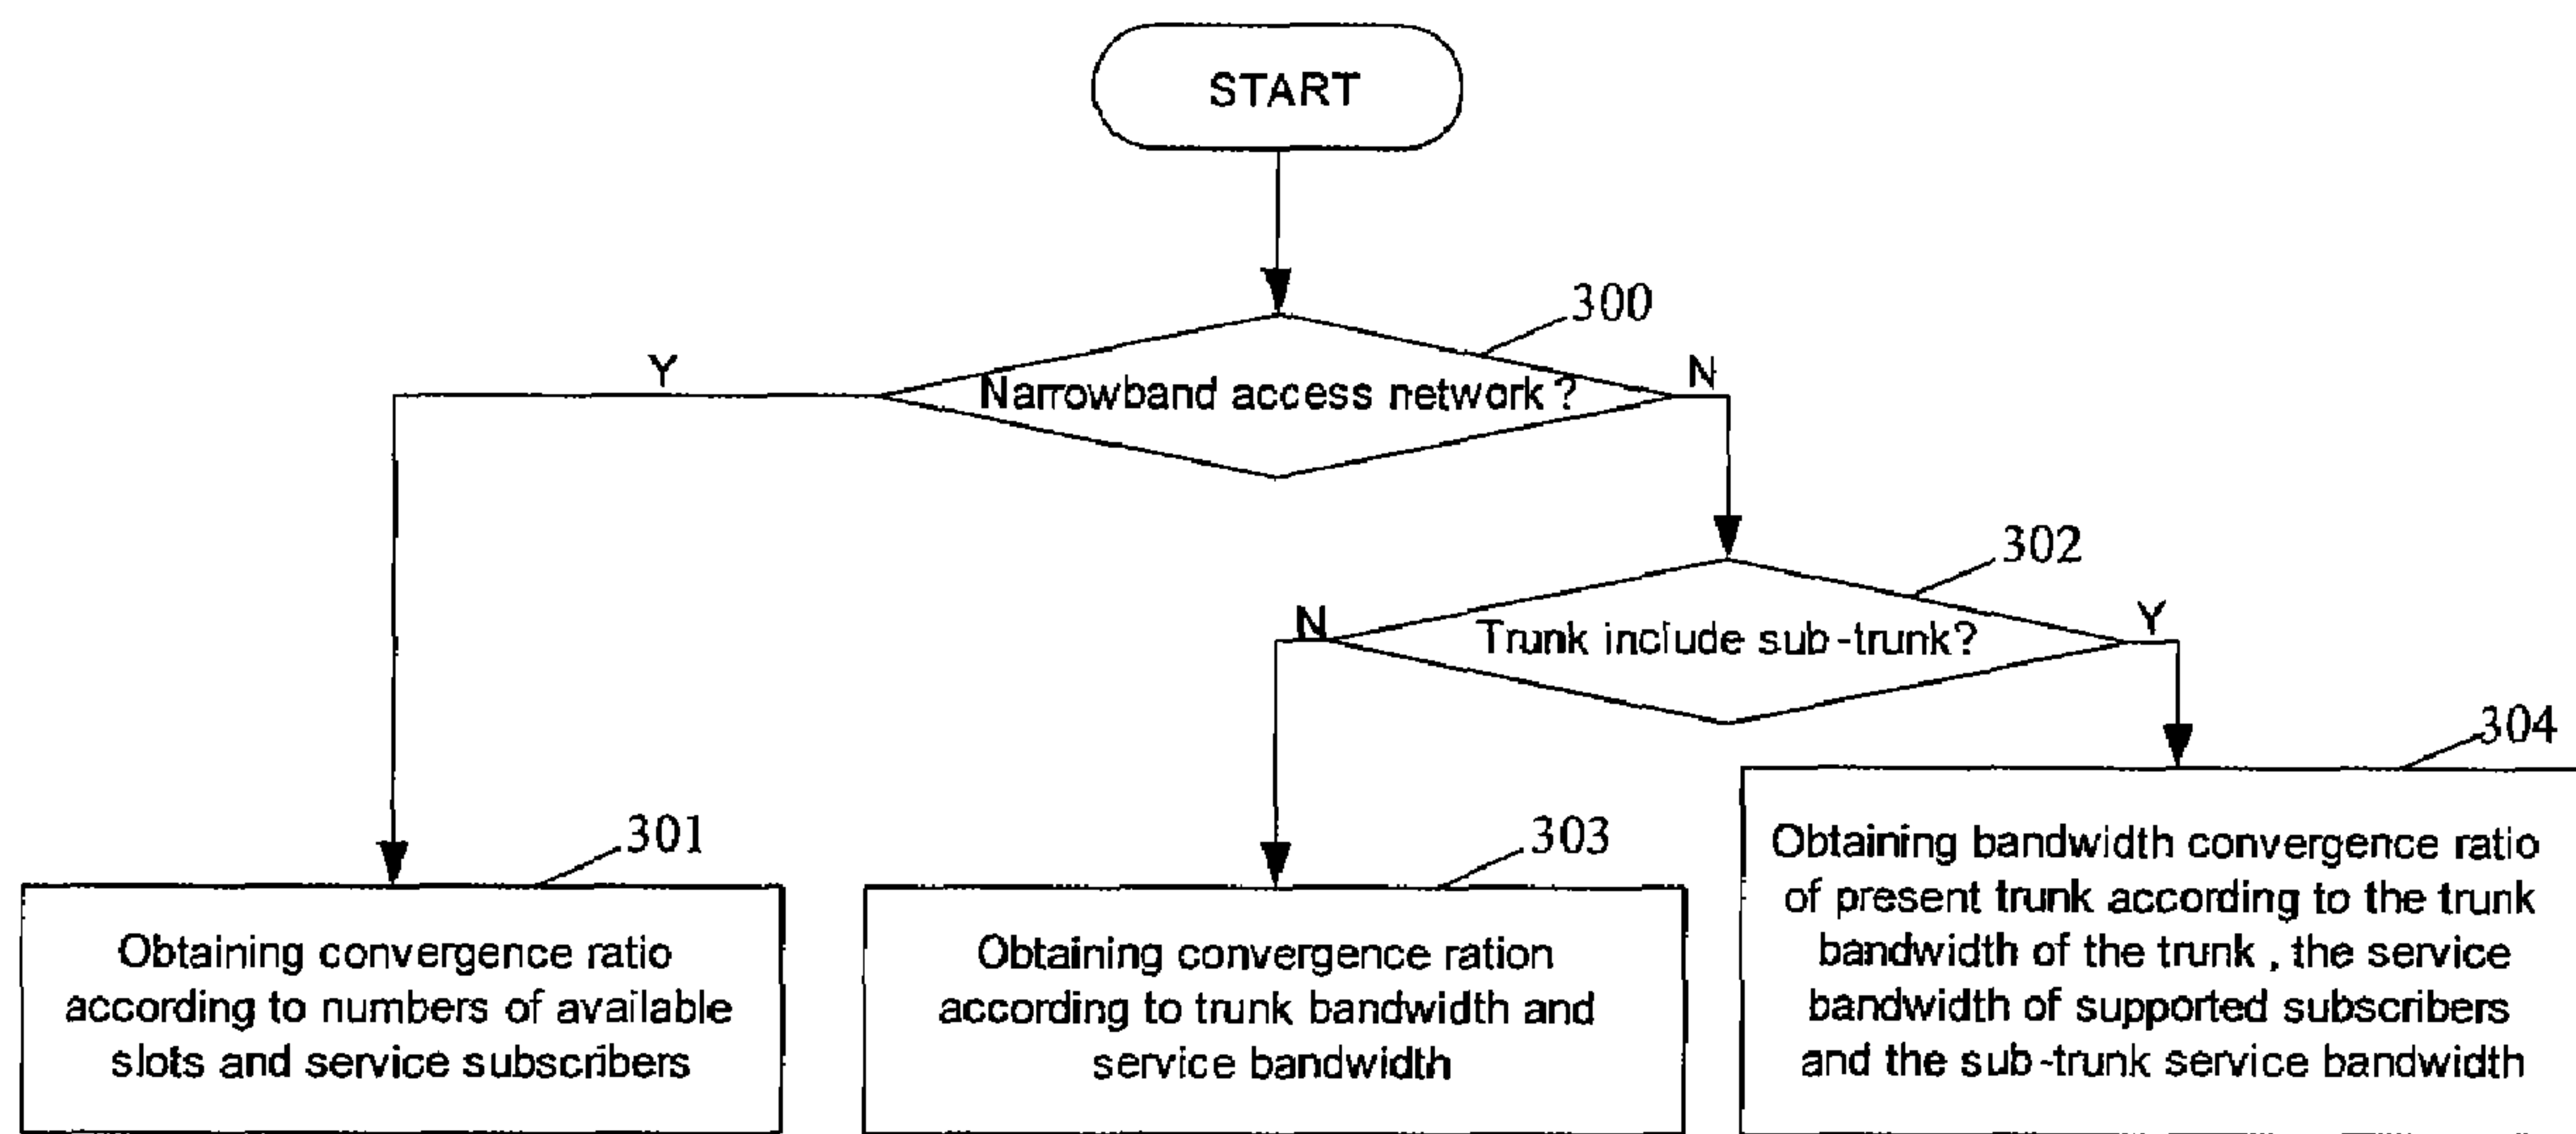 START
300
Y
Narrowband access network?
N
302
N
Trunk include sub-trunk?
Y
304
301
303
Obtaining convergence ratio
according to numbers of available
slots and service subscribers
Obtaining convergence ration
according to trunk bandwidth and
service bandwidth
Obtaining bandwidth convergence ratio
of present trunk according to the trunk
bandwidth of the trunk , the service
bandwidth of supported subscribers
and the sub-trunk service bandwidth